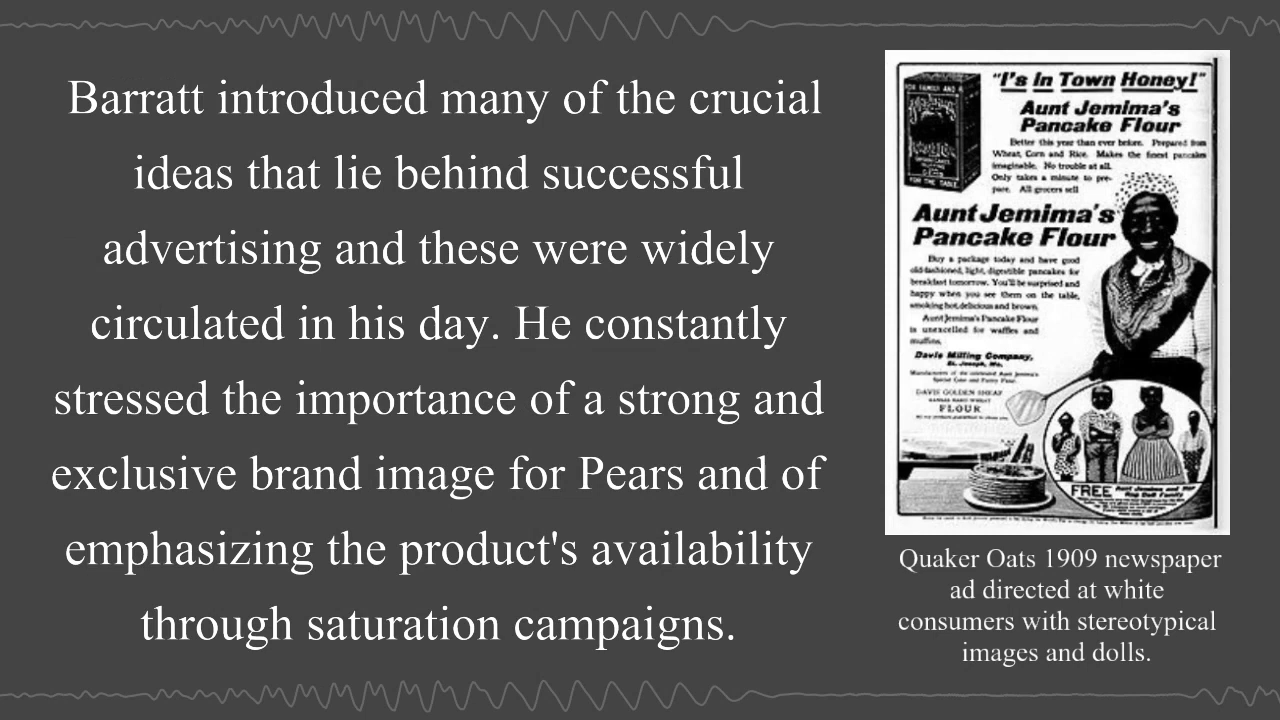 Barratt introduced many of the crucial
ideas that lie behind successful
advertising and these were widely
circulated in his day. He constantly
stressed the importance of a strong and
exclusive brand image for Pears and of
emphasizing the product's availability
through saturation campaigns.
"I's In Town Honey!"
Aunt Jemima's
Pancake Flour
Better this year than ever before. Prepared from
Wheat, Corn and Rice. Makes the finest pancakes
imaginable. No trouble at all.
Only takes a minute to pre-
pare. All grocers sell
Aunt Jemima's
Pancake Flour
Buy a package today and have good
old-fashioned, light, digestible pancakes for
breakfast tomorrow. You'll be surprised and
happy when you see them on the table,
smoking hot, delicious and brown.
Aunt Jemima's Pancake Flour
is unexcelled for waffles and
muffins.
Davis Milling Company,
St. Joseph, Mo.
FLOUR
FOR THE TABLE
FREE
Quaker Oats 1909 newspaper
ad directed at white
consumers with stereotypical
images and dolls.